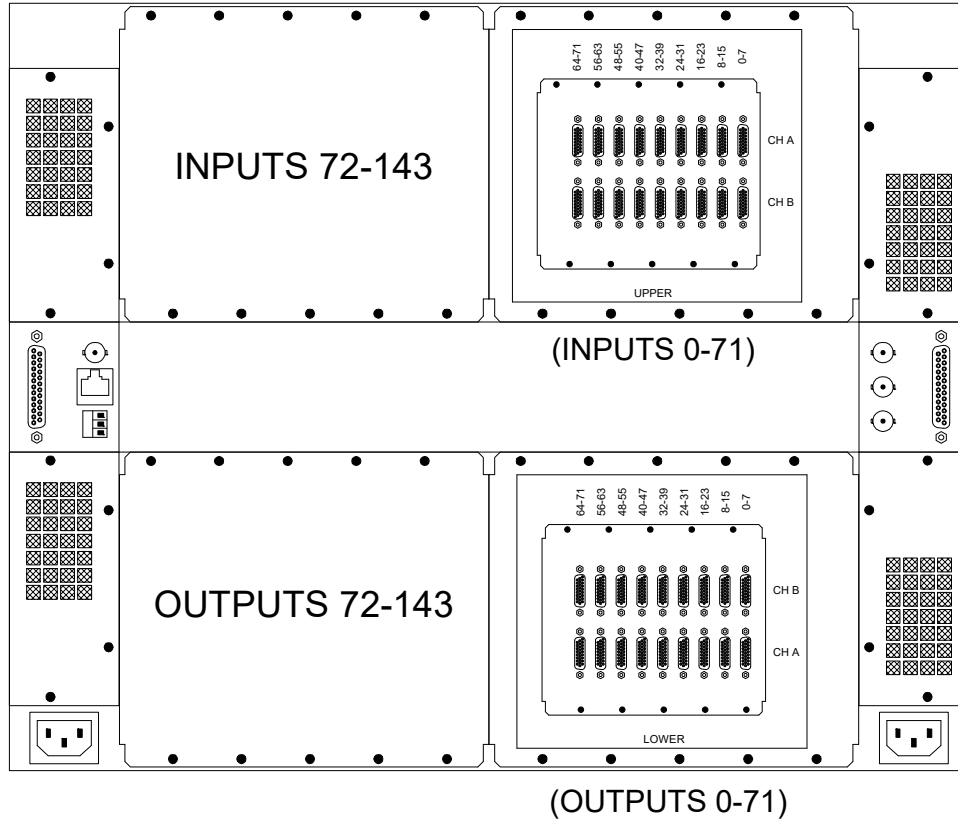 64-71 56-63 48-55 40-47 32-39 24-31 16-23 8-15 0-7
CH A
INPUTS 72-143
CH B
UPPER
(INPUTS 0-71)
64-71 56-63 48-55 40-47 32-39 24-31 16-23 8-15 0-7
CH B
OUTPUTS 72-143
CH A
LOWER
(OUTPUTS 0-71)